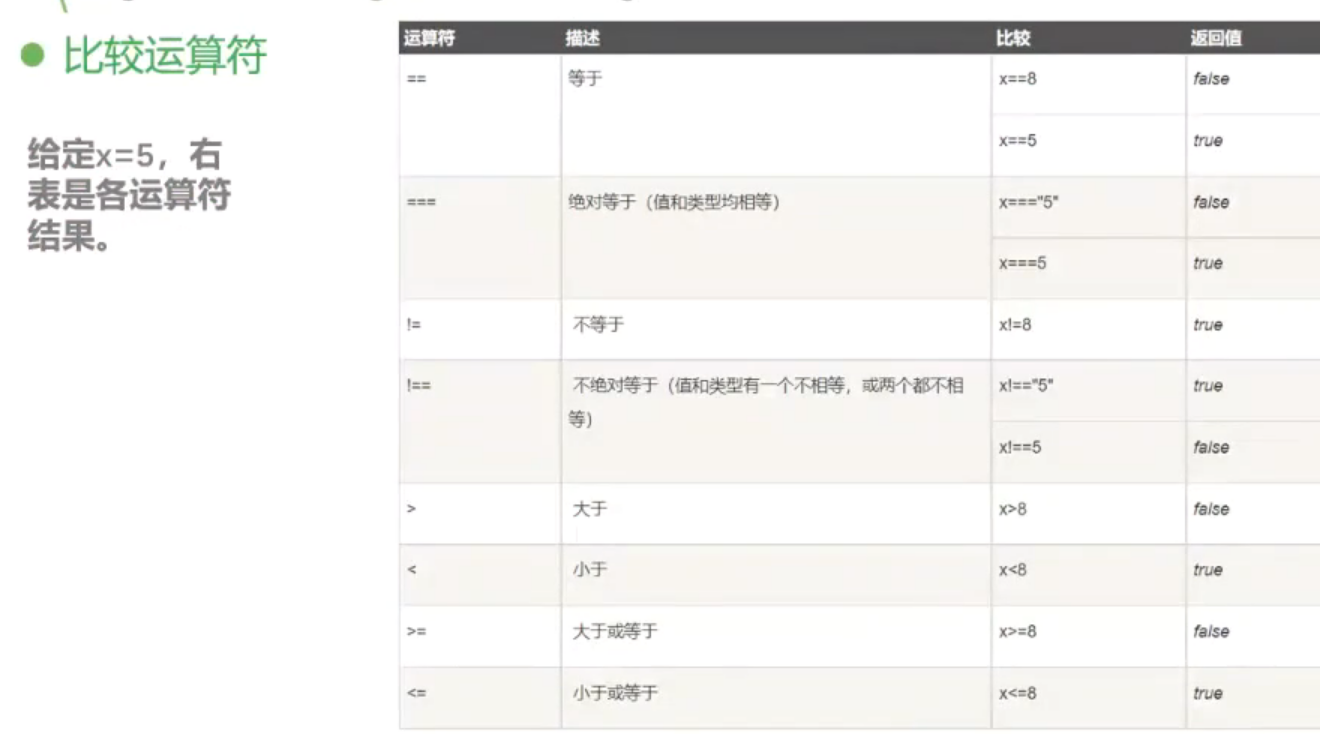 比较运算符
给定x=5，右
表是各运算符
结果。
运算符 描述 比较 返回值
== 等于 x==8 false
x==5 true
=== 绝对等于（值和类型均相等） x==="5" false
x===5 true
!= 不等于 x!=8 true
!== 不绝对等于（值和类型有一个不相等，或两个都不相 x!=="5" true
等）
x!==5 false
> 大于 x>8 false
< 小于 x<8 true
>= 大于或等于 x>=8 false
<= 小于或等于 x<=8 true